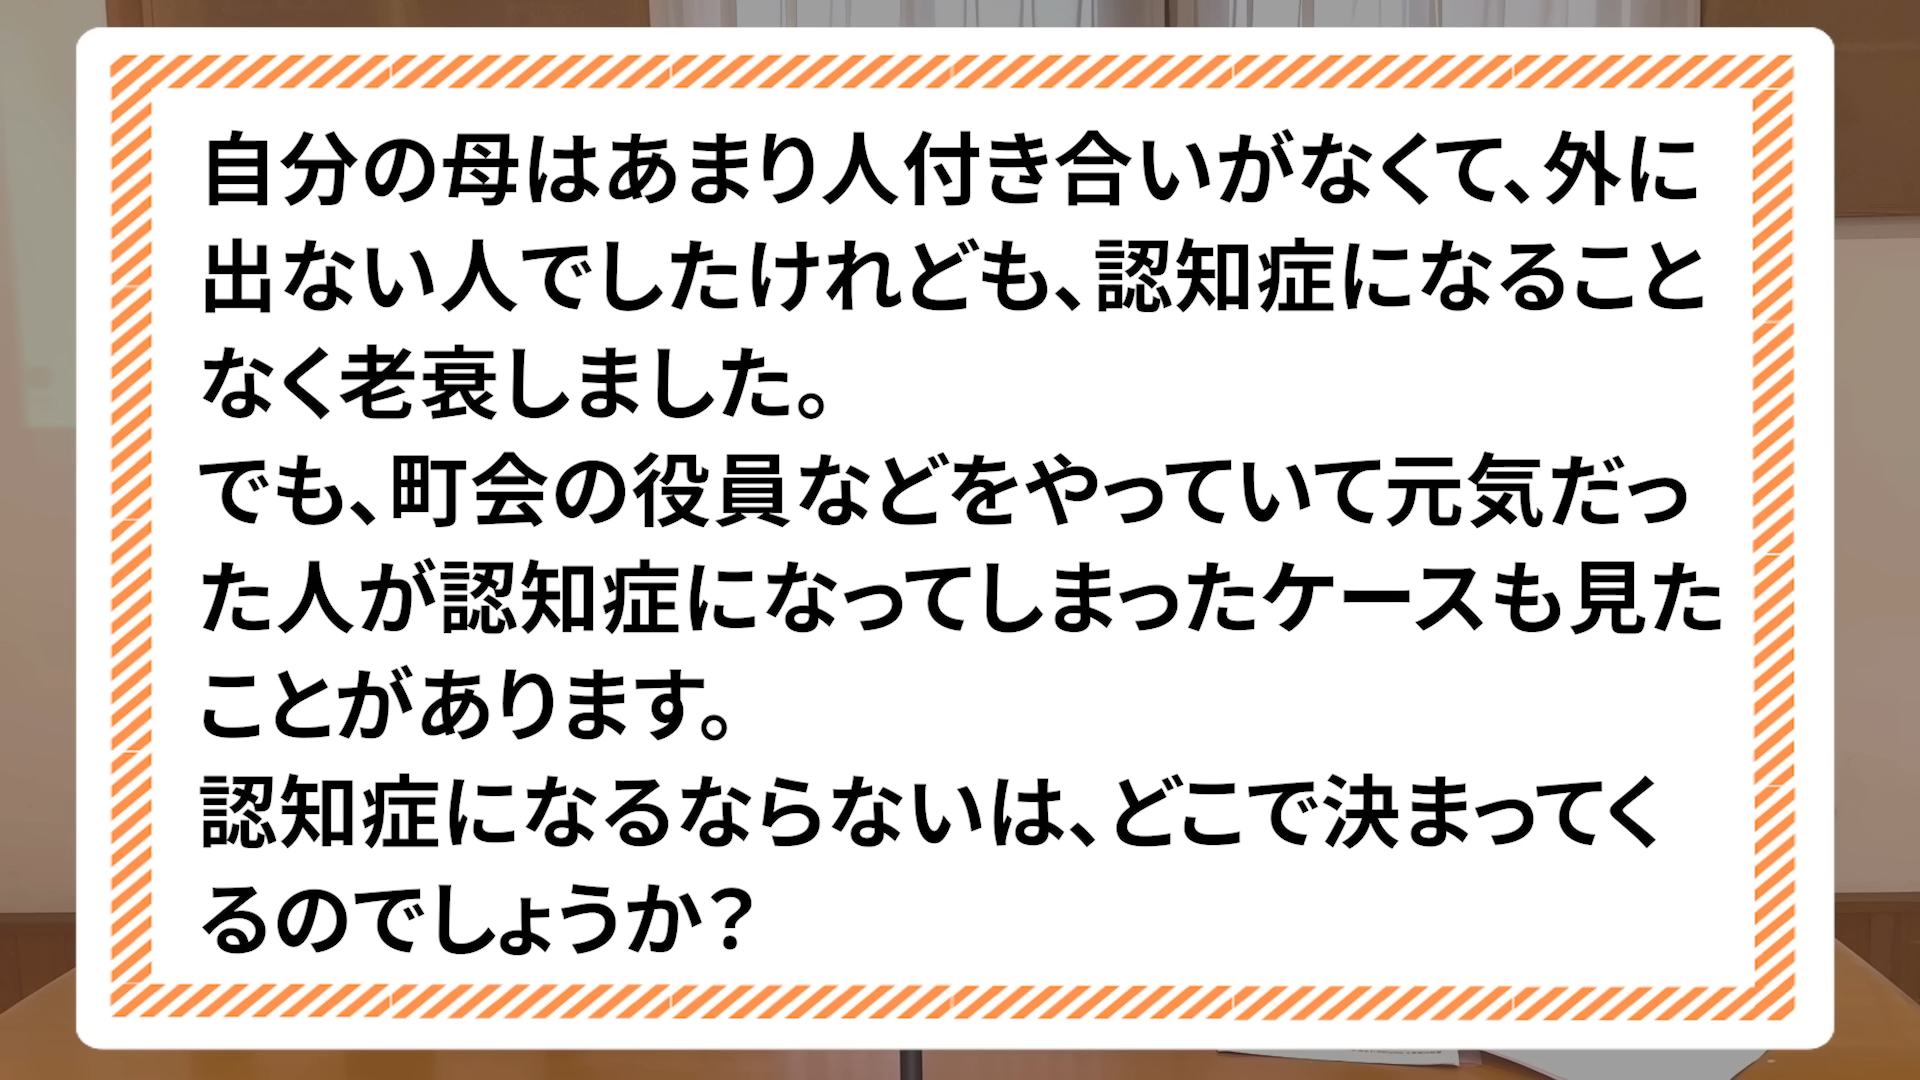 自分の母はあまり人付き合いがなくて、外に
出ない人でしたけれども、認知症になること
なく老衰しました。
でも、町会の役員などをやっていて元気だっ
た人が認知症になってしまったケースも見た
ことがあります。
認知症になるならないは、どこで決まってく
るのでしょうか？